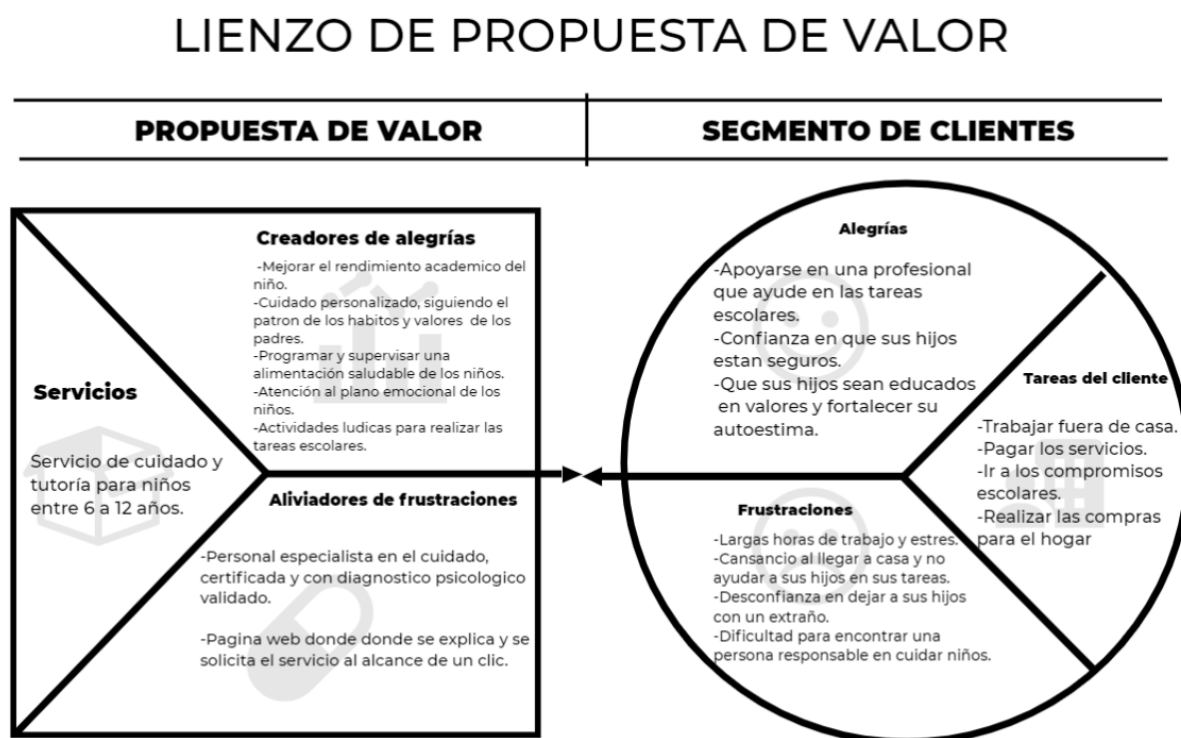 LIENZO DE PROPUESTA DE VALOR
PROPUESTA DE VALOR
SEGMENTO DE CLIENTES
Servicios
Servicio de cuidado y
tutoría para niños
entre 6 a 12 años.
Creadores de alegrías
-Mejorar el rendimiento academico del
niño.
-Cuidado personalizado, siguiendo el
patron de los habitos y valores de los
padres.
-Programar y supervisar una
alimentación saludable de los niños.
-Atención al plano emocional de los
niños.
-Actividades ludicas para realizar las
tareas escolares.
Aliviadores de frustraciones
-Personal especialista en el cuidado,
certificada y con diagnostico psicologico
validado.
-Pagina web donde donde se explica y se
solicita el servicio al alcance de un clic.
Alegrías
-Apoyarse en una profesional
que ayude en las tareas
escolares.
-Confianza en que sus hijos
estan seguros.
-Que sus hijos sean educados
en valores y fortalecer su
autoestima.
Tareas del cliente
-Trabajar fuera de casa.
-Pagar los servicios.
-Ir a los compromisos
escolares.
-Realizar las compras
para el hogar
Frustraciones
-Largas horas de trabajo y estres.
-Cansancio al llegar a casa y no
ayudar a sus hijos en sus tareas.
-Desconfianza en dejar a sus hijos
con un extraño.
-Dificultad para encontrar una
persona responsable en cuidar niños.